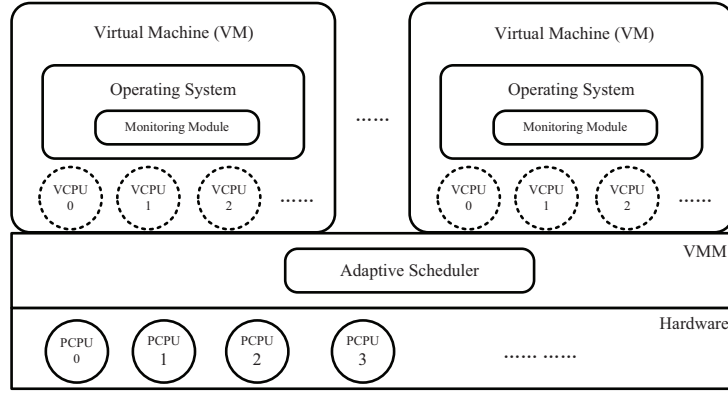 Virtual Machine (VM)
Operating System
Monitoring Module
VCPU
0
VCPU
1
VCPU
2
......
......
Virtual Machine (VM)
Operating System
Monitoring Module
VCPU
0
VCPU
1
VCPU
2
......
VMM
Adaptive Scheduler
Hardware
PCPU
0
PCPU
1
PCPU
2
PCPU
3
...... ......